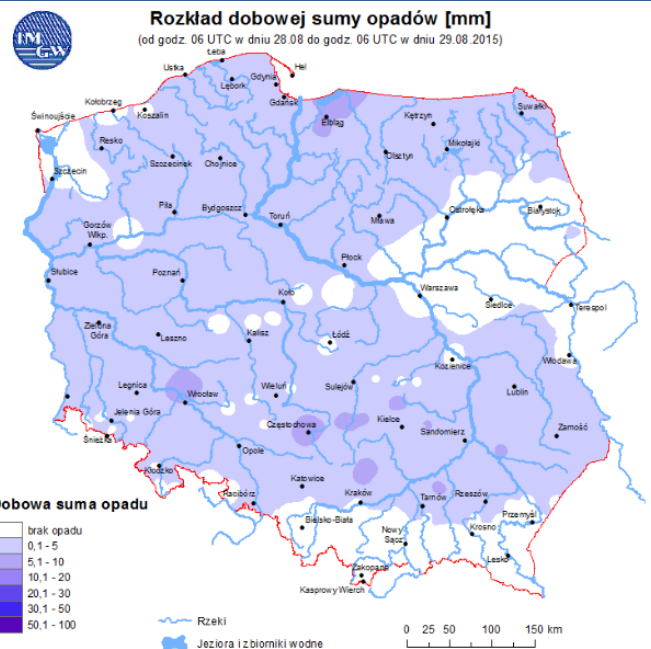 Rozkład dobowej sumy opadów [mm]
(od godz. 06 UTC w dniu 28.08 do godz. 06 UTC w dniu 29.08.2015)
IM
GW
Łeba
Ustka
Hel
Lębork
Gdynia
Gdańsk
Kołobrzeg
Koszalin
Świnoujście
Elbląg
Kętrzyn
Suwałki
Resko
Szczecinek
Chojnice
Olsztyn
Mikołajki
Szczecin
Piła
Bydgoszcz
Toruń
Mława
Ostrołęka
Białystok
Gorzów
Wlkp.
Płock
Słubice
Poznań
Koło
Warszawa
Siedlce
Terespol
Zielona
Góra
Leszno
Kalisz
Łódź
Kozienice
Włodawa
Legnica
Wrocław
Wieluń
Sulejów
Lublin
Jelenia Góra
Częstochowa
Kielce
Sandomierz
Zamość
Śnieżka
Opole
Kłodzko
Katowice
Racibórz
Kraków
Tarnów
Rzeszów
Przemyśl
Bielsko-Biała
Nowy
Sącz
Krosno
Lesko
Zakopane
Kasprowy Wierch
Dobowa suma opadu
brak opadu
0,1 - 5
5,1 - 10
10,1 - 20
20,1 - 30
30,1 - 50
50,1 - 100
Rzeki
Jeziora i zbiorniki wodne
0 25 50 100 150 km